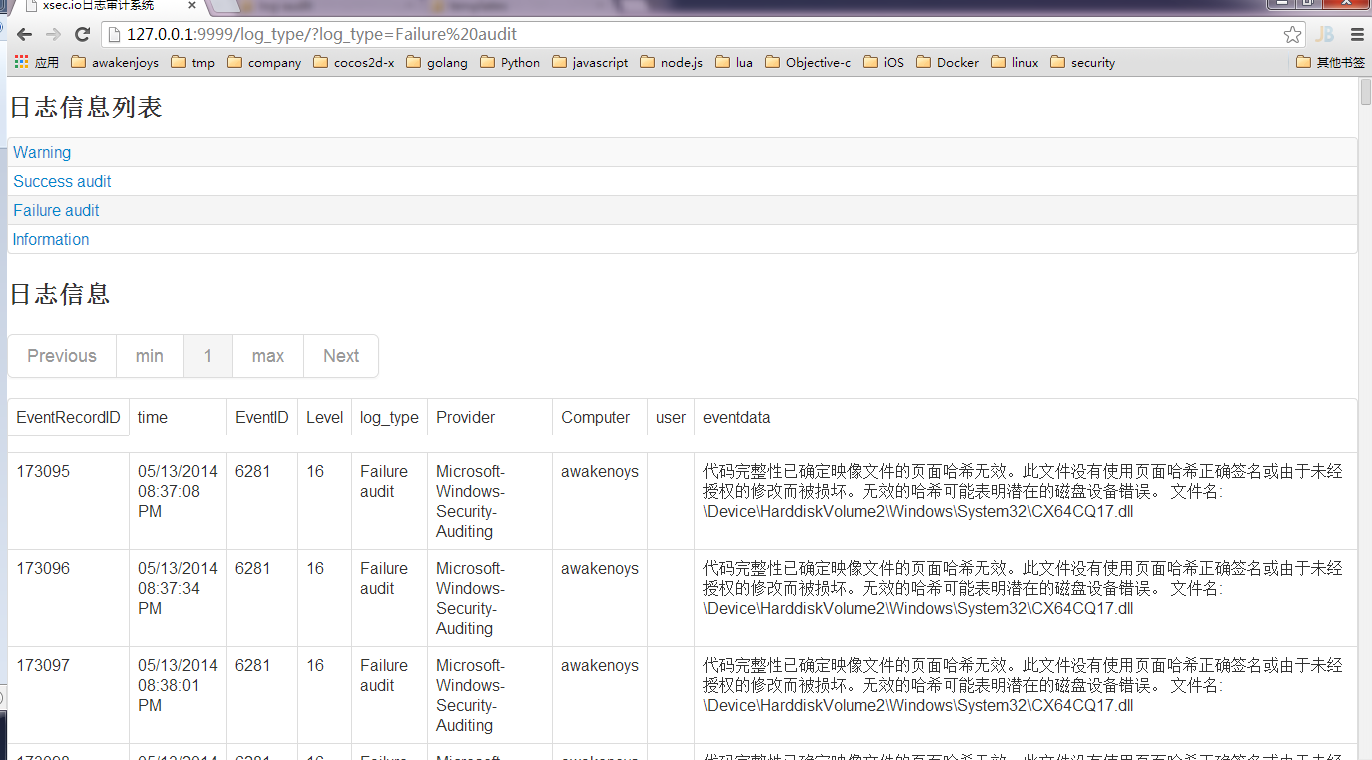 xsec.io日志审计系统
127.0.0.1:9999/log_type/?log_type=Failure%20audit
应用 awakenjoys tmp company cocos2d-x golang Python javascript node.js lua Objective-c iOS Docker linux security 其他书签
日志信息列表
Warning
Success audit
Failure audit
Information
日志信息
Previous min 1 max Next
EventRecordID time EventID Level log_type Provider Computer user eventdata
173095 05/13/2014 6281 16 Failure Microsoft- awakenoys 代码完整性已确定映像文件的页面哈希无效。此文件没有使用页面哈希正确签名或由于未经
08:37:08 audit Windows- 授权的修改而被损坏。无效的哈希可能表明潜在的磁盘设备错误。 文件名:
PM Security- \Device\HarddiskVolume2\Windows\System32\CX64CQ17.dll
Auditing
173096 05/13/2014 6281 16 Failure Microsoft- awakenoys 代码完整性已确定映像文件的页面哈希无效。此文件没有使用页面哈希正确签名或由于未经
08:37:34 audit Windows- 授权的修改而被损坏。无效的哈希可能表明潜在的磁盘设备错误。 文件名:
PM Security- \Device\HarddiskVolume2\Windows\System32\CX64CQ17.dll
Auditing
173097 05/13/2014 6281 16 Failure Microsoft- awakenoys 代码完整性已确定映像文件的页面哈希无效。此文件没有使用页面哈希正确签名或由于未经
08:38:01 audit Windows- 授权的修改而被损坏。无效的哈希可能表明潜在的磁盘设备错误。 文件名:
PM Security- \Device\HarddiskVolume2\Windows\System32\CX64CQ17.dll
Auditing